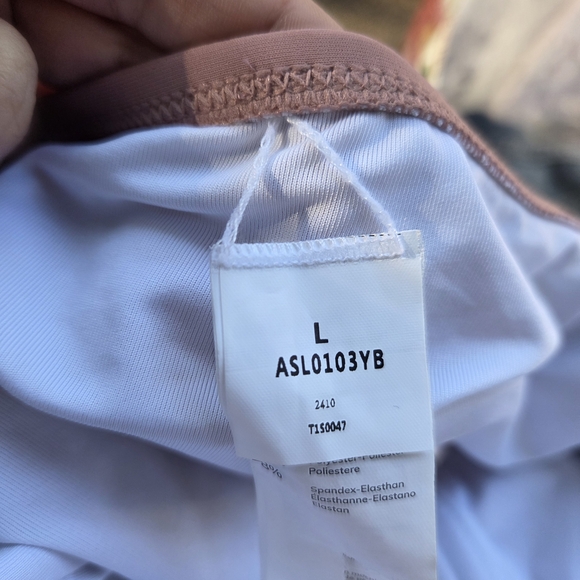 L
ASL0103YB
2410
T1S0047
Poliestere
Spandex-Elasthan
Elasthanne-Elastano
Elastan